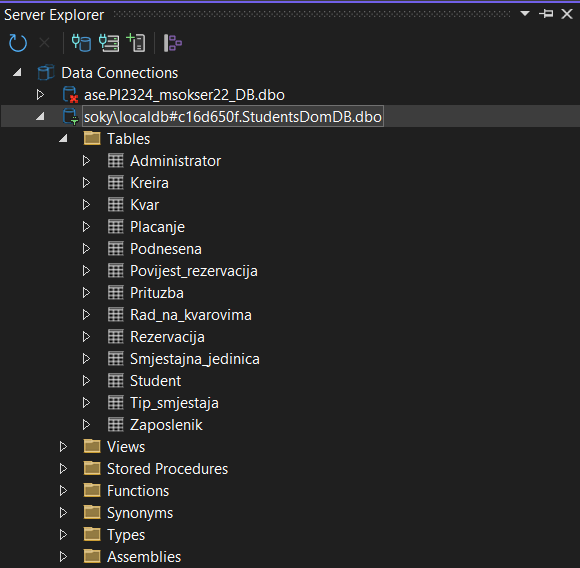 Server Explorer
Data Connections
ase.PI2324_msokser22_DB.dbo
soky\localdb#c16d650f.StudentsDomDB.dbo
Tables
Administrator
Kreira
Kvar
Placanje
Podnesena
Povijest_rezervacija
Prituzba
Rad_na_kvarovima
Rezervacija
Smjestajna_jedinica
Student
Tip_smjestaja
Zaposlenik
Views
Stored Procedures
Functions
Synonyms
Types
Assemblies